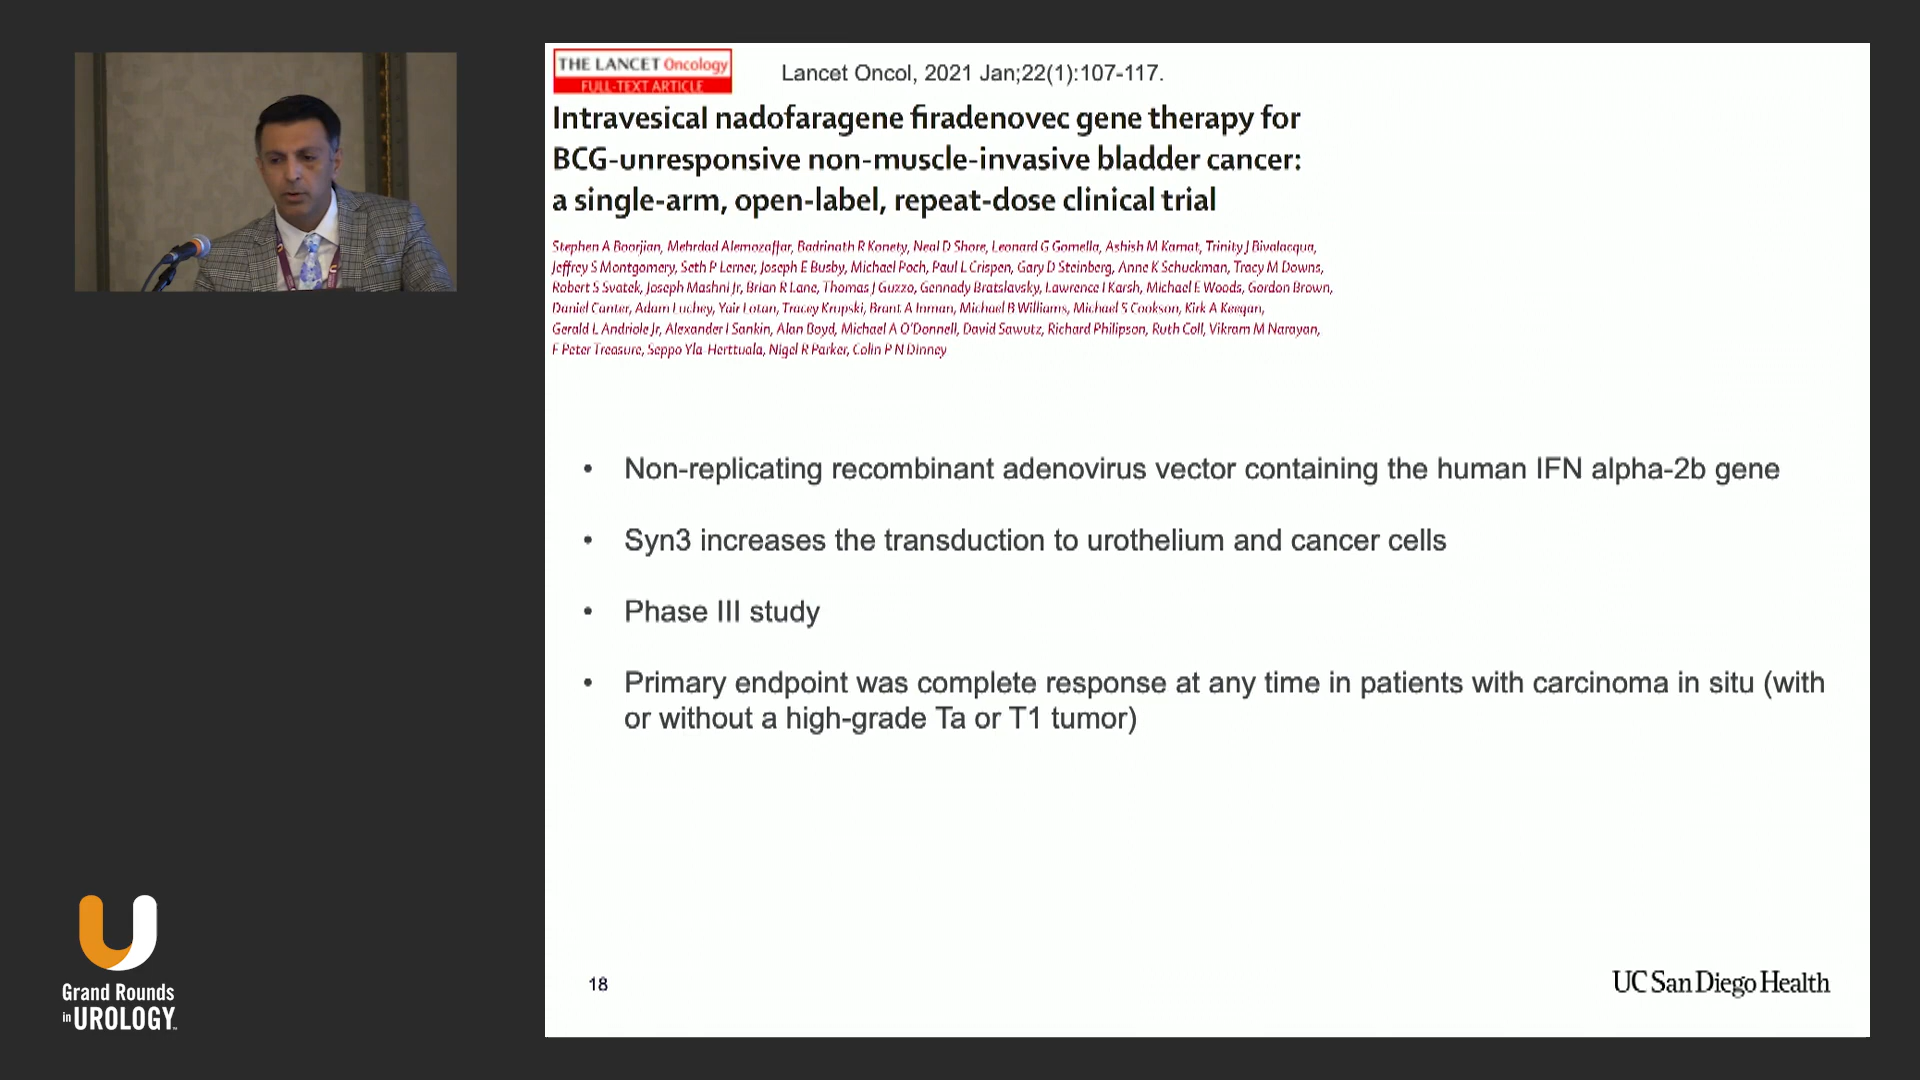 THE LANCET Oncology
FULL-TEXT ARTICLE
Lancet Oncol, 2021 Jan;22(1):107-117.
Intravesical nadofaragene firadenovec gene therapy for
BCG-unresponsive non-muscle-invasive bladder cancer:
a single-arm, open-label, repeat-dose clinical trial
Stephen A Boorjian, Mehrdad Alemozaffar, Badrinath R Konety, Neal D Shore, Leonard G Gomella, Ashish M Kamat, Trinity J Bivalacqua,
Jeffrey S Montgomery, Seth P Lerner, Joseph E Busby, Michael Poch, Paul L Crispen, Gary D Steinberg, Anne K Schuckman, Tracy M Downs,
Robert S Svatek, Joseph Mashni Jr, Brian R Lane, Thomas J Guzzo, Gennady Bratslavsky, Lawrence I Karsh, Michael E Woods, Gordon Brown,
Daniel Canter, Adam Luchey, Yair Lotan, Tracey Krupski, Brant A Inman, Michael B Williams, Michael S Cookson, Kirk A Keegan,
Gerald L Andriole Jr, Alexander I Sankin, Alan Boyd, Michael A O'Donnell, David Sawutz, Richard Philipson, Ruth Coll, Vikram M Narayan,
F Peter Treasure, Seppo Yla-Herttuala, Nigel R Parker, Colin P N Dinney
• Non-replicating recombinant adenovirus vector containing the human IFN alpha-2b gene
• Syn3 increases the transduction to urothelium and cancer cells
• Phase III study
• Primary endpoint was complete response at any time in patients with carcinoma in situ (with
or without a high-grade Ta or T1 tumor)
18
UC San Diego Health
Grand Rounds
in UROLOGY